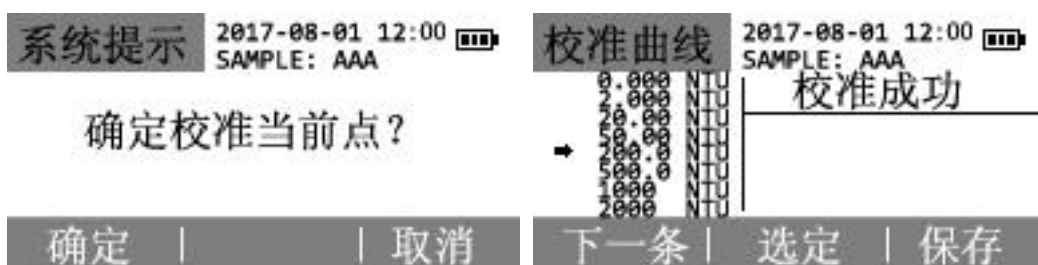 系统提示
2017-08-01 12:00
SAMPLE: AAA
确定校准当前点?
确定 | | 取消
校准曲线
2017-08-01 12:00
SAMPLE: AAA
校准成功
0.000 NTU
2.000 NTU
20.00 NTU
50.00 NTU
200.0 NTU
500.0 NTU
1000 NTU
2000 NTU
下一条 | 选定 | 保存